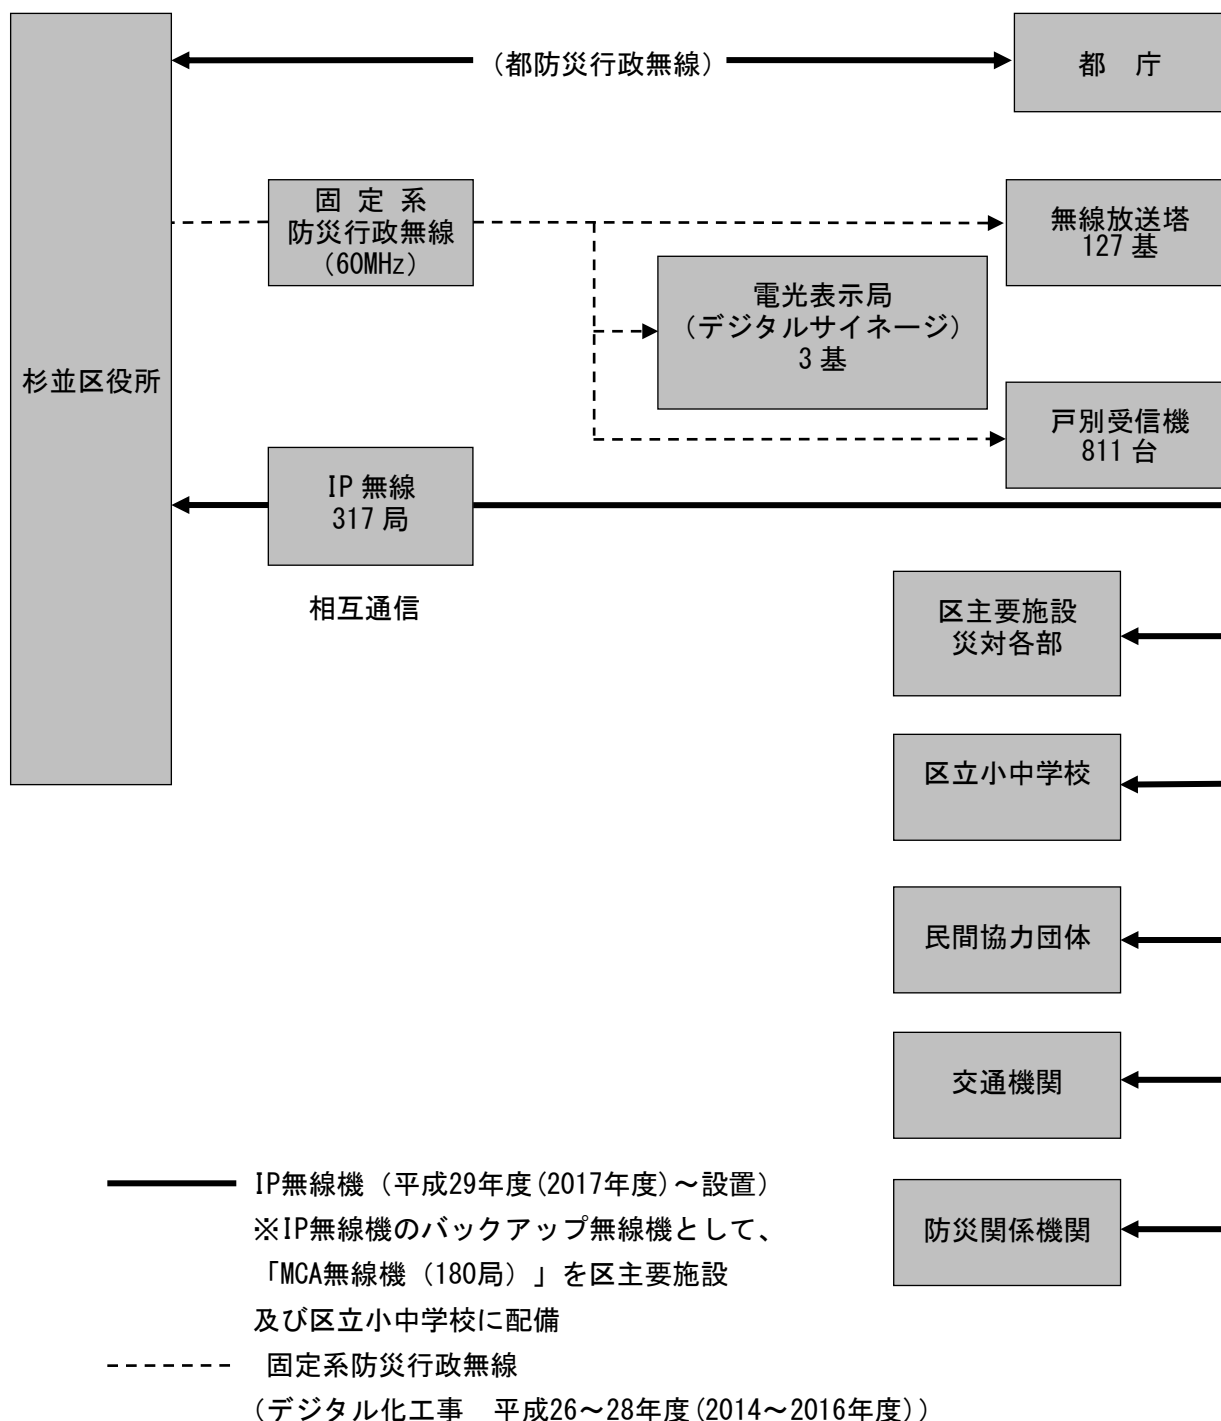 (都防災行政無線)
都 庁
固 定 系
防災行政無線
(60MHz)
無線放送塔
127 基
電光表示局
(デジタルサイネージ)
3 基
杉並区役所
戸別受信機
811 台
IP 無線
317 局
相互通信
区主要施設
災対各部
区立小中学校
民間協力団体
交通機関
防災関係機関
IP無線機(平成29年度(2017年度)～設置)
※IP無線機のバックアップ無線機として、
「MCA無線機(180局)」を区主要施設
及び区立小中学校に配備
固定系防災行政無線
(デジタル化工事 平成26～28年度(2014～2016年度))